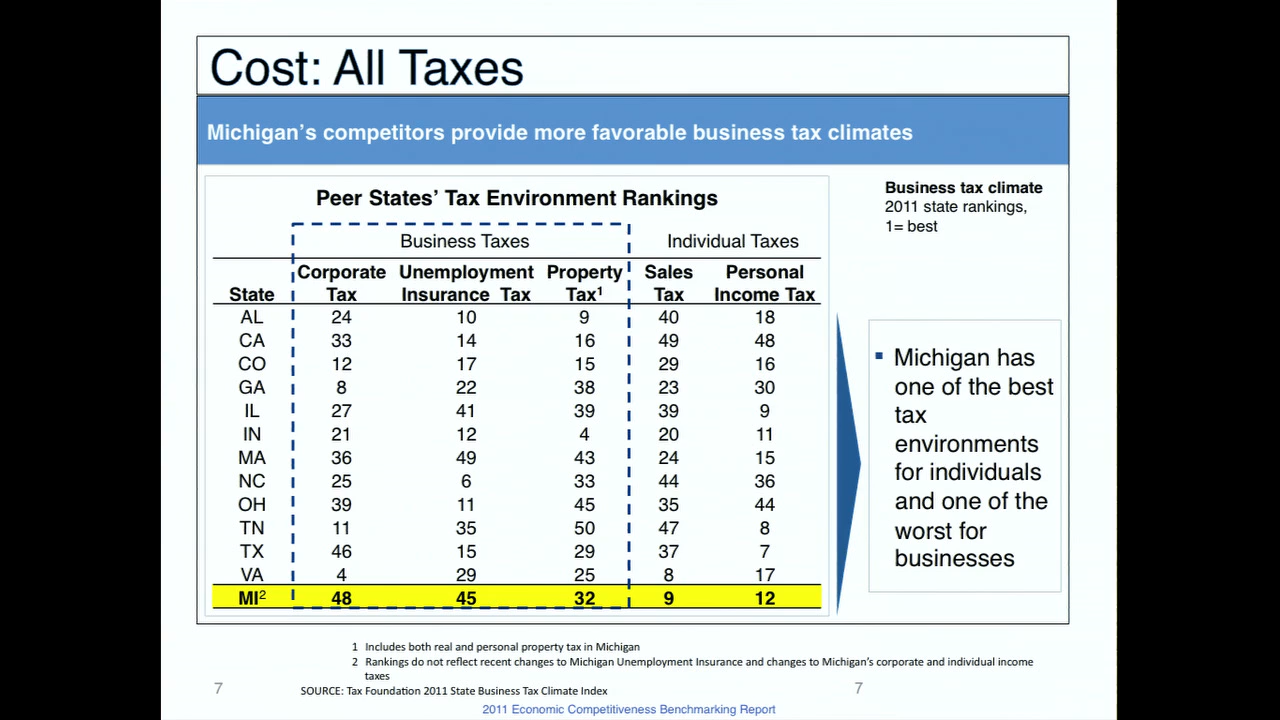 Cost: All Taxes
Michigan's competitors provide more favorable business tax climates
Peer States' Tax Environment Rankings
Business Taxes Individual Taxes
Corporate Unemployment Property Sales Personal
State Tax Insurance Tax Tax¹ Tax Income Tax
AL 24 10 9 40 18
CA 33 14 16 49 48
CO 12 17 15 29 16
GA 8 22 38 23 30
IL 27 41 39 39 9
IN 21 12 4 20 11
MA 36 49 43 24 15
NC 25 6 33 44 36
OH 39 11 45 35 44
TN 11 35 50 47 8
TX 46 15 29 37 7
VA 4 29 25 8 17
MI² 48 45 32 9 12
Business tax climate
2011 state rankings,
1= best
▪ Michigan has
one of the best
tax
environments
for individuals
and one of the
worst for
businesses
1 Includes both real and personal property tax in Michigan
2 Rankings do not reflect recent changes to Michigan Unemployment Insurance and changes to Michigan's corporate and individual income
taxes
7 SOURCE: Tax Foundation 2011 State Business Tax Climate Index 7
2011 Economic Competitiveness Benchmarking Report